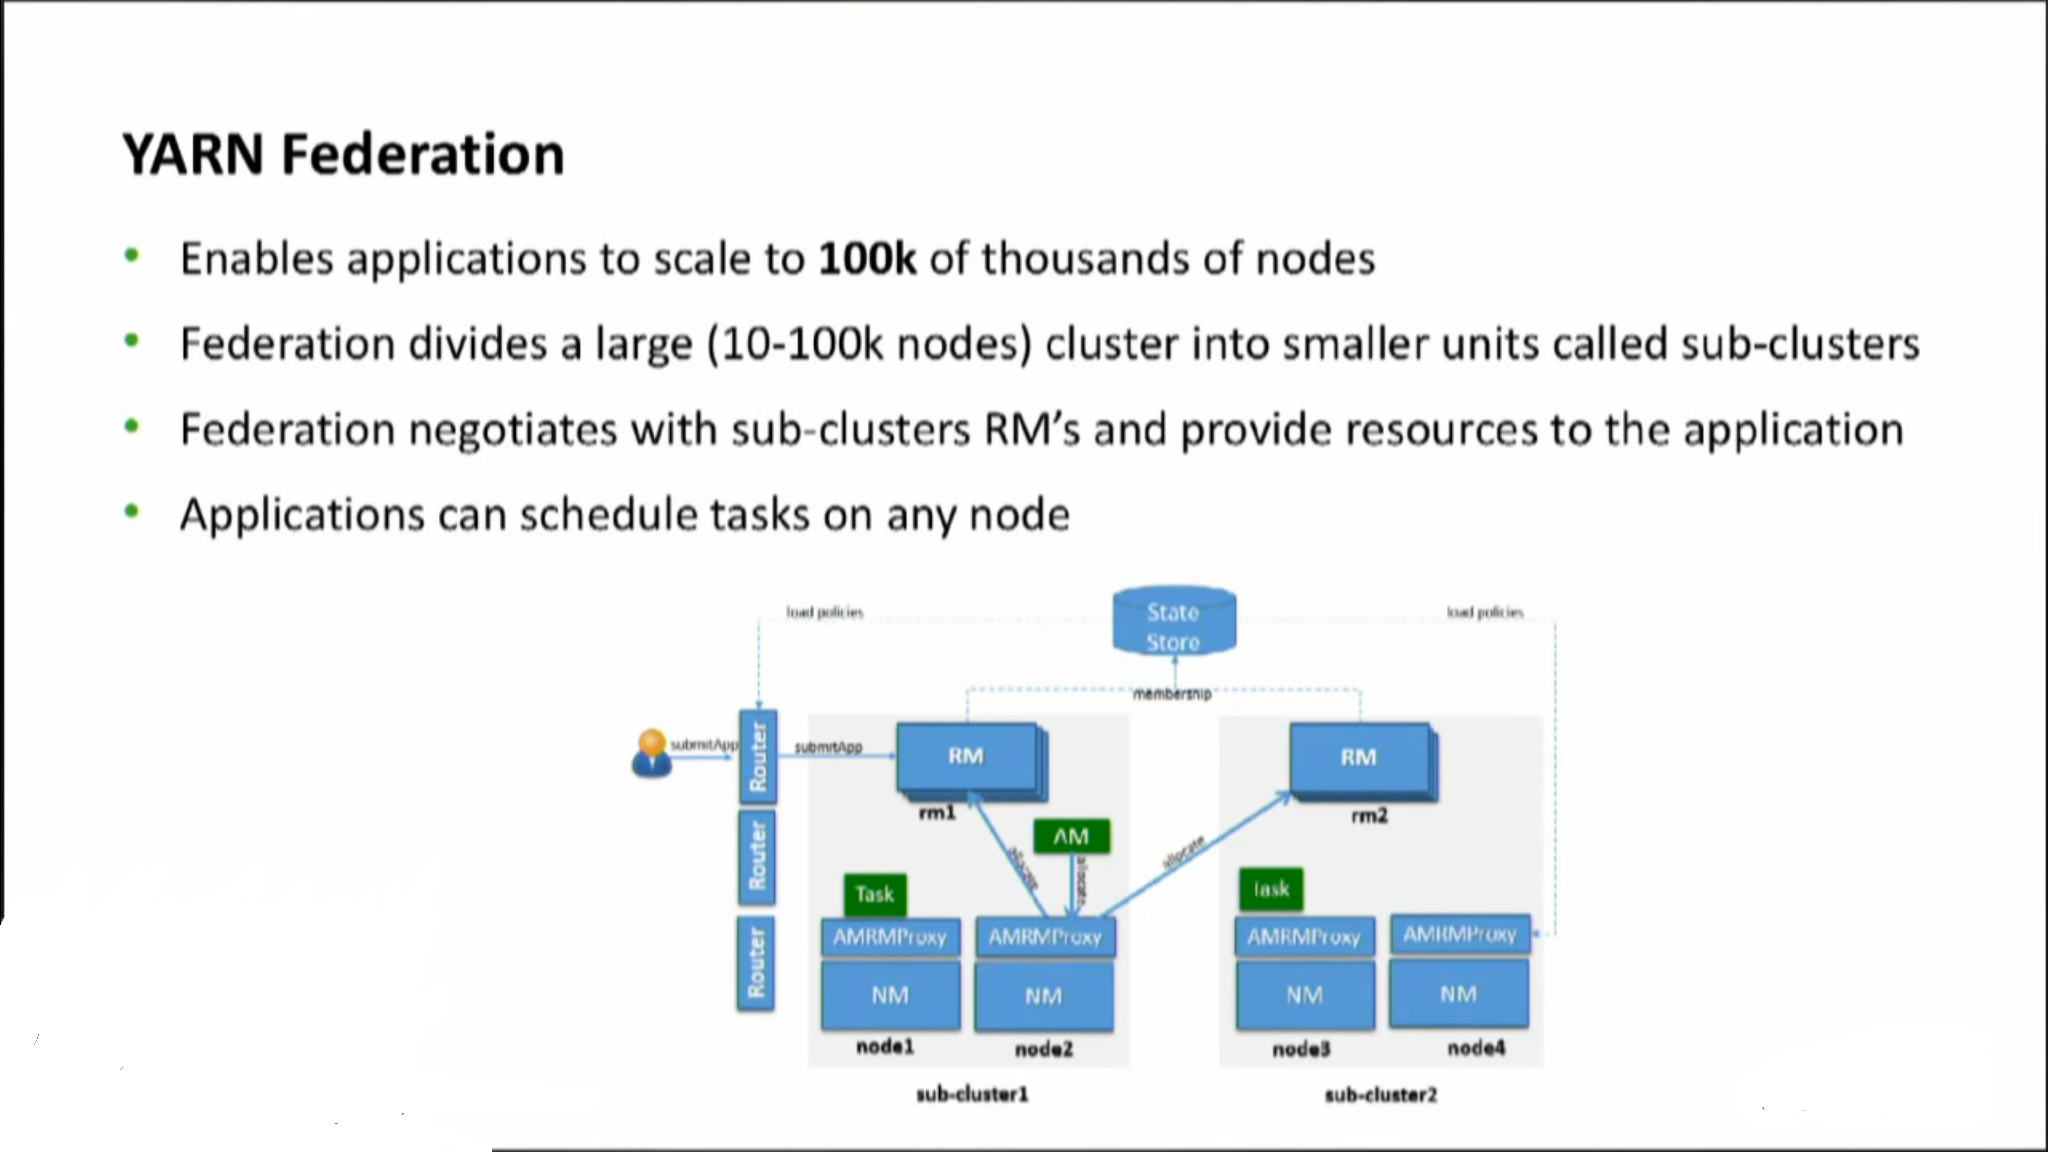 YARN Federation
• Enables applications to scale to 100k of thousands of nodes
• Federation divides a large (10-100k nodes) cluster into smaller units called sub-clusters
• Federation negotiates with sub-clusters RM’s and provide resources to the application
• Applications can schedule tasks on any node
load policies
State
Store
load policies
membership
submitApp
Router
submitApp
RM
rm1
RM
rm2
AM
allocate
allocate
allocate
Router
Task
Task
AMRMProxy
AMRMProxy
AMRMProxy
AMRMProxy
Router
NM
NM
NM
NM
node1
node2
node3
node4
sub-cluster1
sub-cluster2